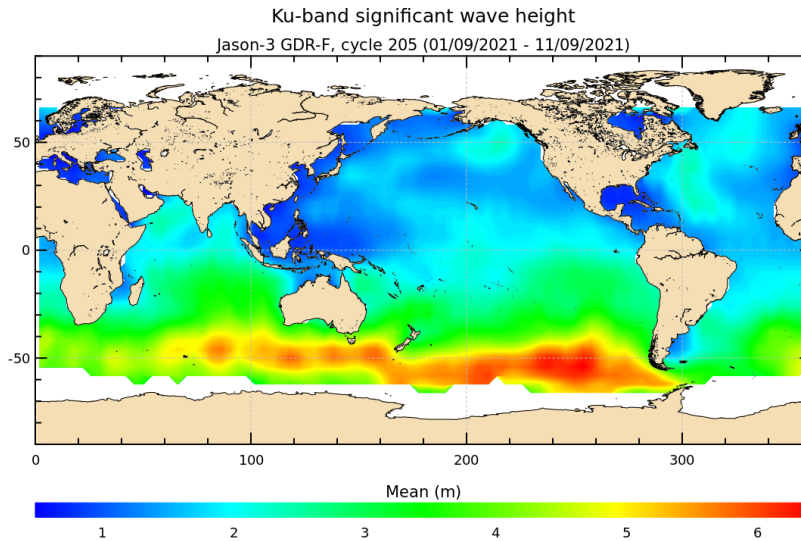 Ku-band significant wave height
Jason-3 GDR-F, cycle 205 (01/09/2021 - 11/09/2021)
50
0
-50
0 100 200 300
Mean (m)
1 2 3 4 5 6